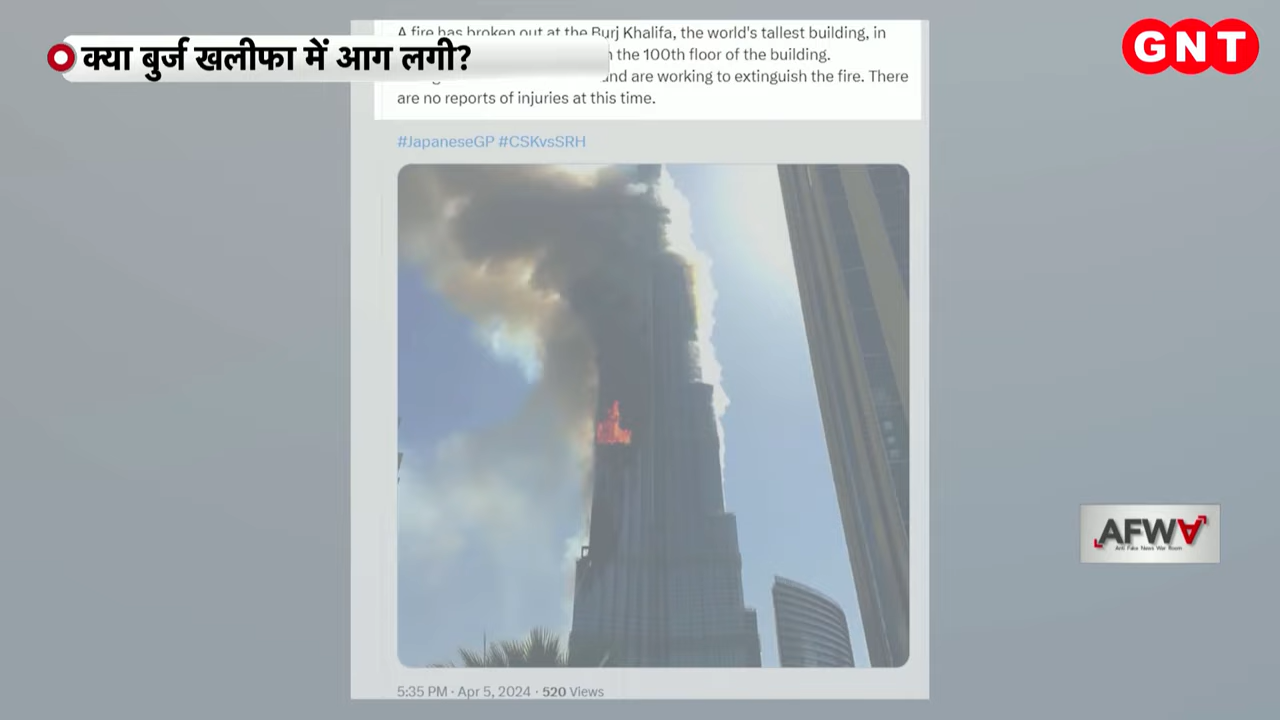 A fire has broken out at the Burj Khalifa, the world's tallest building, in
क्या बुर्ज खलीफा में आग लगी?
GNT
the 100th floor of the building.
and are working to extinguish the fire. There
are no reports of injuries at this time.
#JapaneseGP #CSKvsSRH
AFWA
Anti Fake News War Room
5:35 PM · Apr 5, 2024 · 520 Views